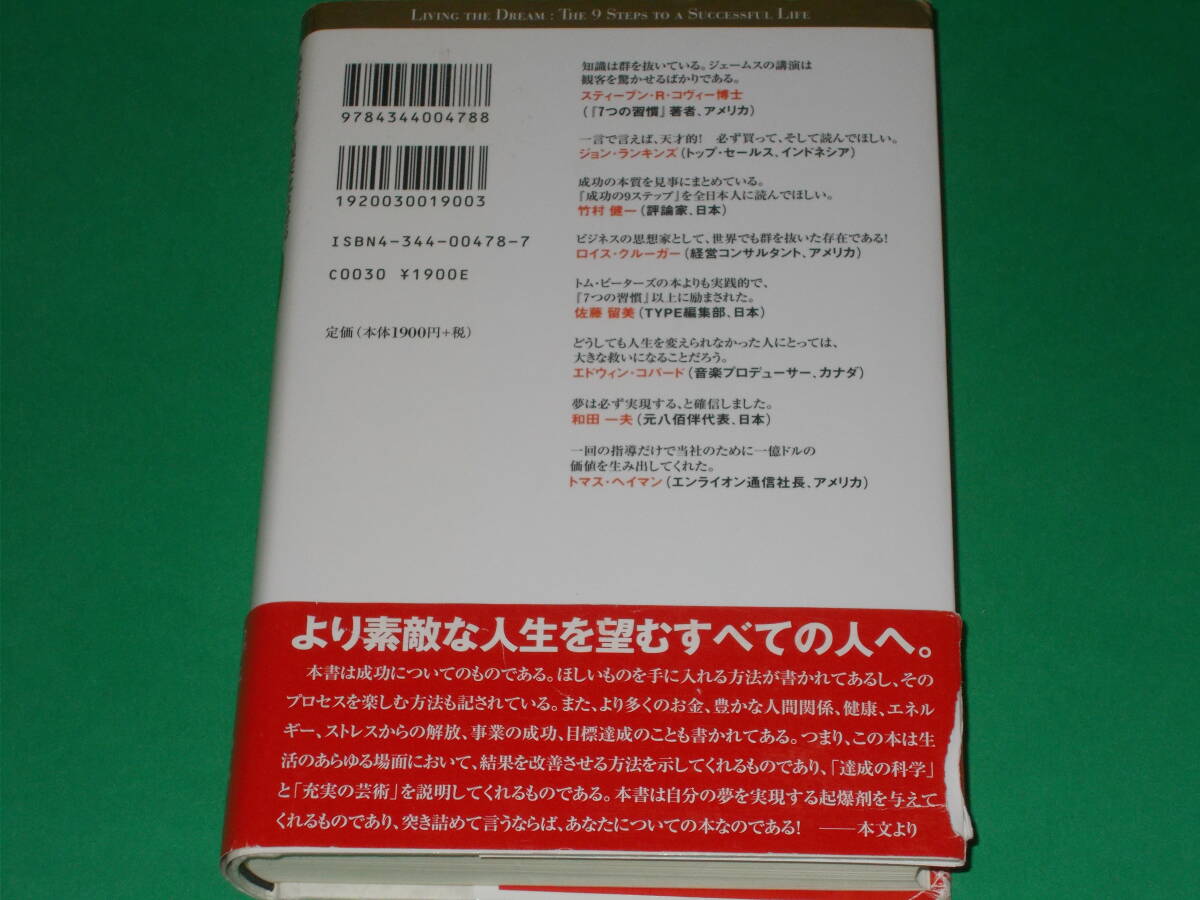 LIVING THE DREAM : THE 9 STEPS TO A SUCCESSFUL LIFE
9784344004788
1920030019003
ISBN4-344-00478-7
C0030 ¥1900E
定価(本体1900円+税)
知識は群を抜いている。ジェームスの講演は
観客を驚かせるばかりである。
スティーブン・R・コヴィー博士
(『7つの習慣』著者、アメリカ)
一言で言えば、天才的! 必ず買って、そして読んでほしい。
ジョン・ランキンズ(トップ・セールス、インドネシア)
成功の本質を見事にまとめている。
『成功の9ステップ』を全日本人に読んでほしい。
竹村 健一(評論家、日本)
ビジネスの思想家として、世界でも群を抜いた存在である!
ロイス・クルーガー(経営コンサルタント、アメリカ)
トム・ピーターズの本よりも実践的で、
『7つの習慣』以上に励まされた。
佐藤 留美(TYPE編集部、日本)
どうしても人生を変えられなかった人にとっては、
大きな救いになることだろう。
エドウィン・コパード(音楽プロデューサー、カナダ)
夢は必ず実現する、と確信しました。
和田 一夫(元八佰伴代表、日本)
一回の指導だけで当社のために一億ドルの
価値を生み出してくれた。
トマス・ヘイマン(エンライオン通信社長、アメリカ)
より素敵な人生を望むすべての人へ。
本書は成功についてのものである。ほしいものを手に入れる方法が書かれてあるし、その
プロセスを楽しむ方法も記されている。また、より多くのお金、豊かな人間関係、健康、エネル
ギー、ストレスからの解放、事業の成功、目標達成のことも書かれてある。つまり、この本は生
活のあらゆる場面において、結果を改善させる方法を示してくれるものであり、「達成の科学」
と「充実の芸術」を説明してくれるものである。本書は自分の夢を実現する起爆剤を与えて
くれるものであり、突き詰めて言うならば、あなたについての本なのである! ――本文より